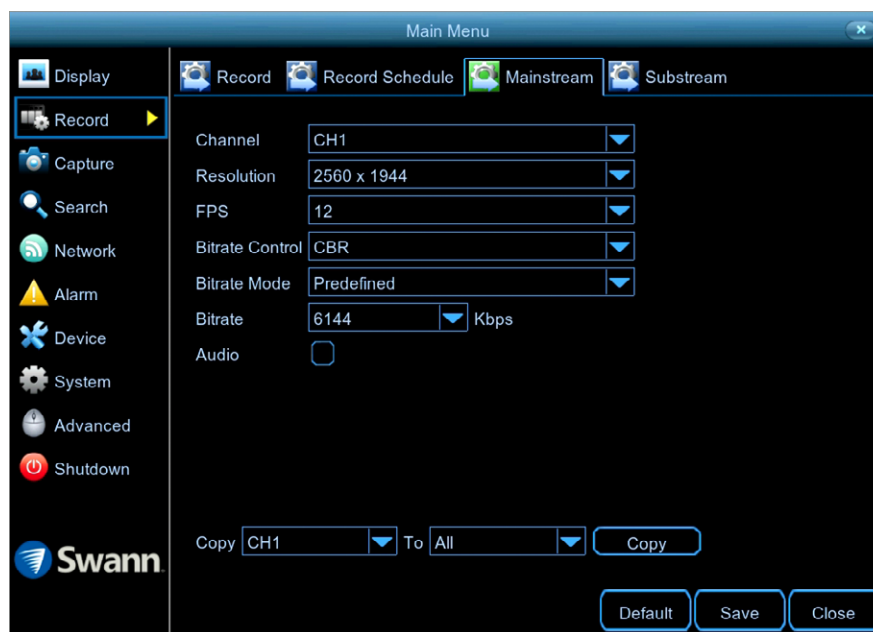 Main Menu
Display
Record
Capture
Search
Network
Alarm
Device
System
Advanced
Shutdown
Swann
Record Record Schedule Mainstream Substream
Channel CH1
Resolution 2560 x 1944
FPS 12
Bitrate Control CBR
Bitrate Mode Predefined
Bitrate 6144 Kbps
Audio
Copy CH1 To All Copy
Default Save Close